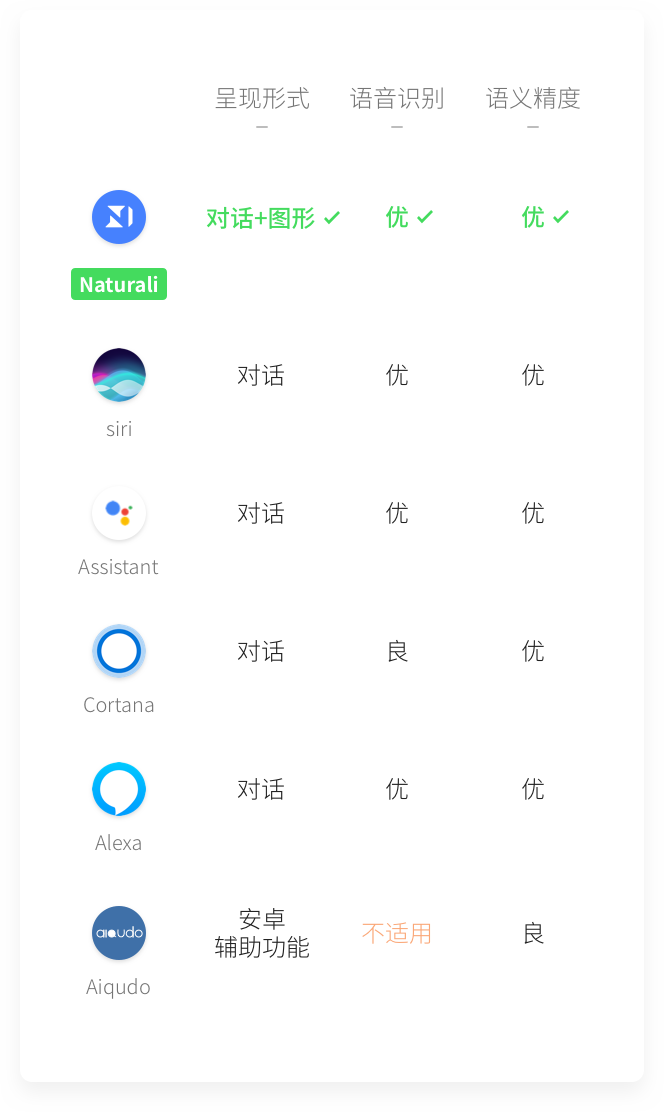 呈现形式 语音识别 语义精度
对话+图形 优 优
Naturali
对话 优 优
siri
对话 优 优
Assistant
对话 良 优
Cortana
对话 优 优
Alexa
安卓
辅助功能 不适用 良
aiqudo
Aiqudo